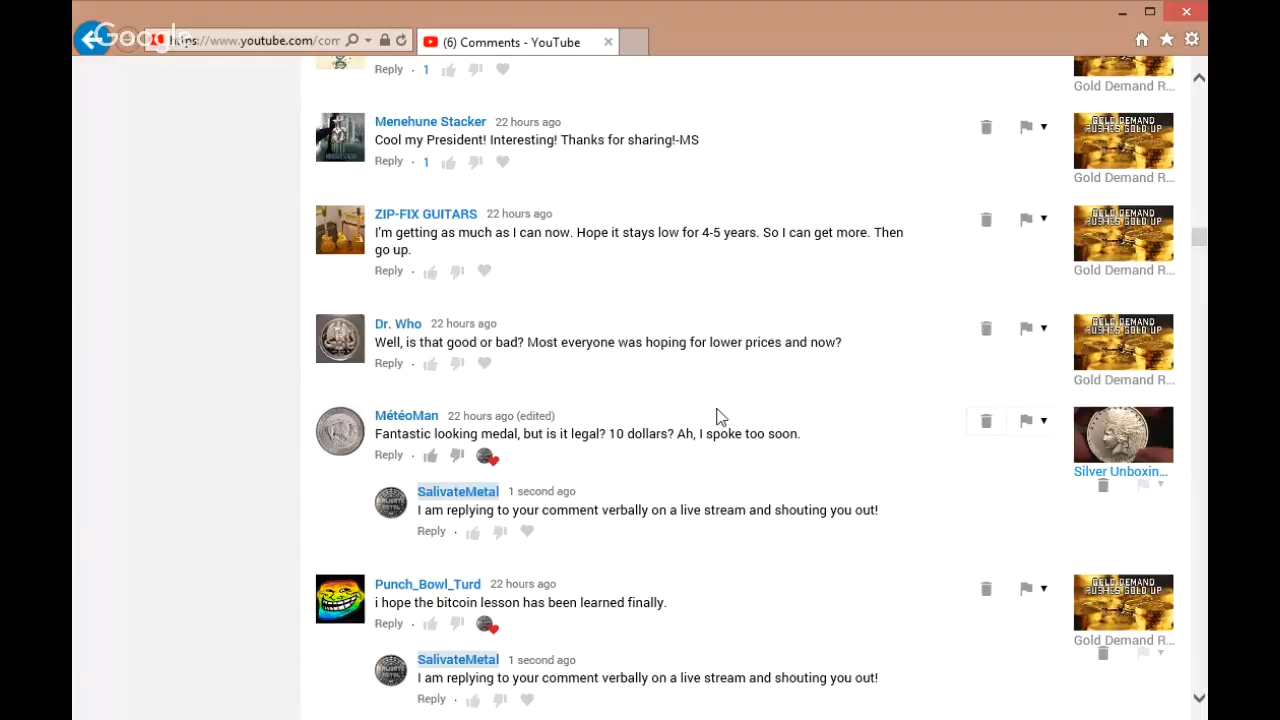 Google
https://www.youtube.com/com
(6) Comments - YouTube
Reply · 1
Gold Demand R...
Menehune Stacker 22 hours ago
Cool my President! Interesting! Thanks for sharing!-MS
Reply · 1
GOLD DEMAND
PUSHES GOLD UP
Gold Demand R...
ZIP-FIX GUITARS 22 hours ago
I'm getting as much as I can now. Hope it stays low for 4-5 years. So I can get more. Then
go up.
Reply ·
GOLD DEMAND
PUSHES GOLD UP
Gold Demand R...
Dr. Who 22 hours ago
Well, is that good or bad? Most everyone was hoping for lower prices and now?
Reply ·
GOLD DEMAND
PUSHES GOLD UP
Gold Demand R...
MétéoMan 22 hours ago (edited)
Fantastic looking medal, but is it legal? 10 dollars? Ah, I spoke too soon.
Reply ·
Silver Unboxin...
SalivateMetal 1 second ago
I am replying to your comment verbally on a live stream and shouting you out!
Reply ·
Punch_Bowl_Turd 22 hours ago
i hope the bitcoin lesson has been learned finally.
Reply ·
GOLD DEMAND
PUSHES GOLD UP
Gold Demand R...
SalivateMetal 1 second ago
I am replying to your comment verbally on a live stream and shouting you out!
Reply ·